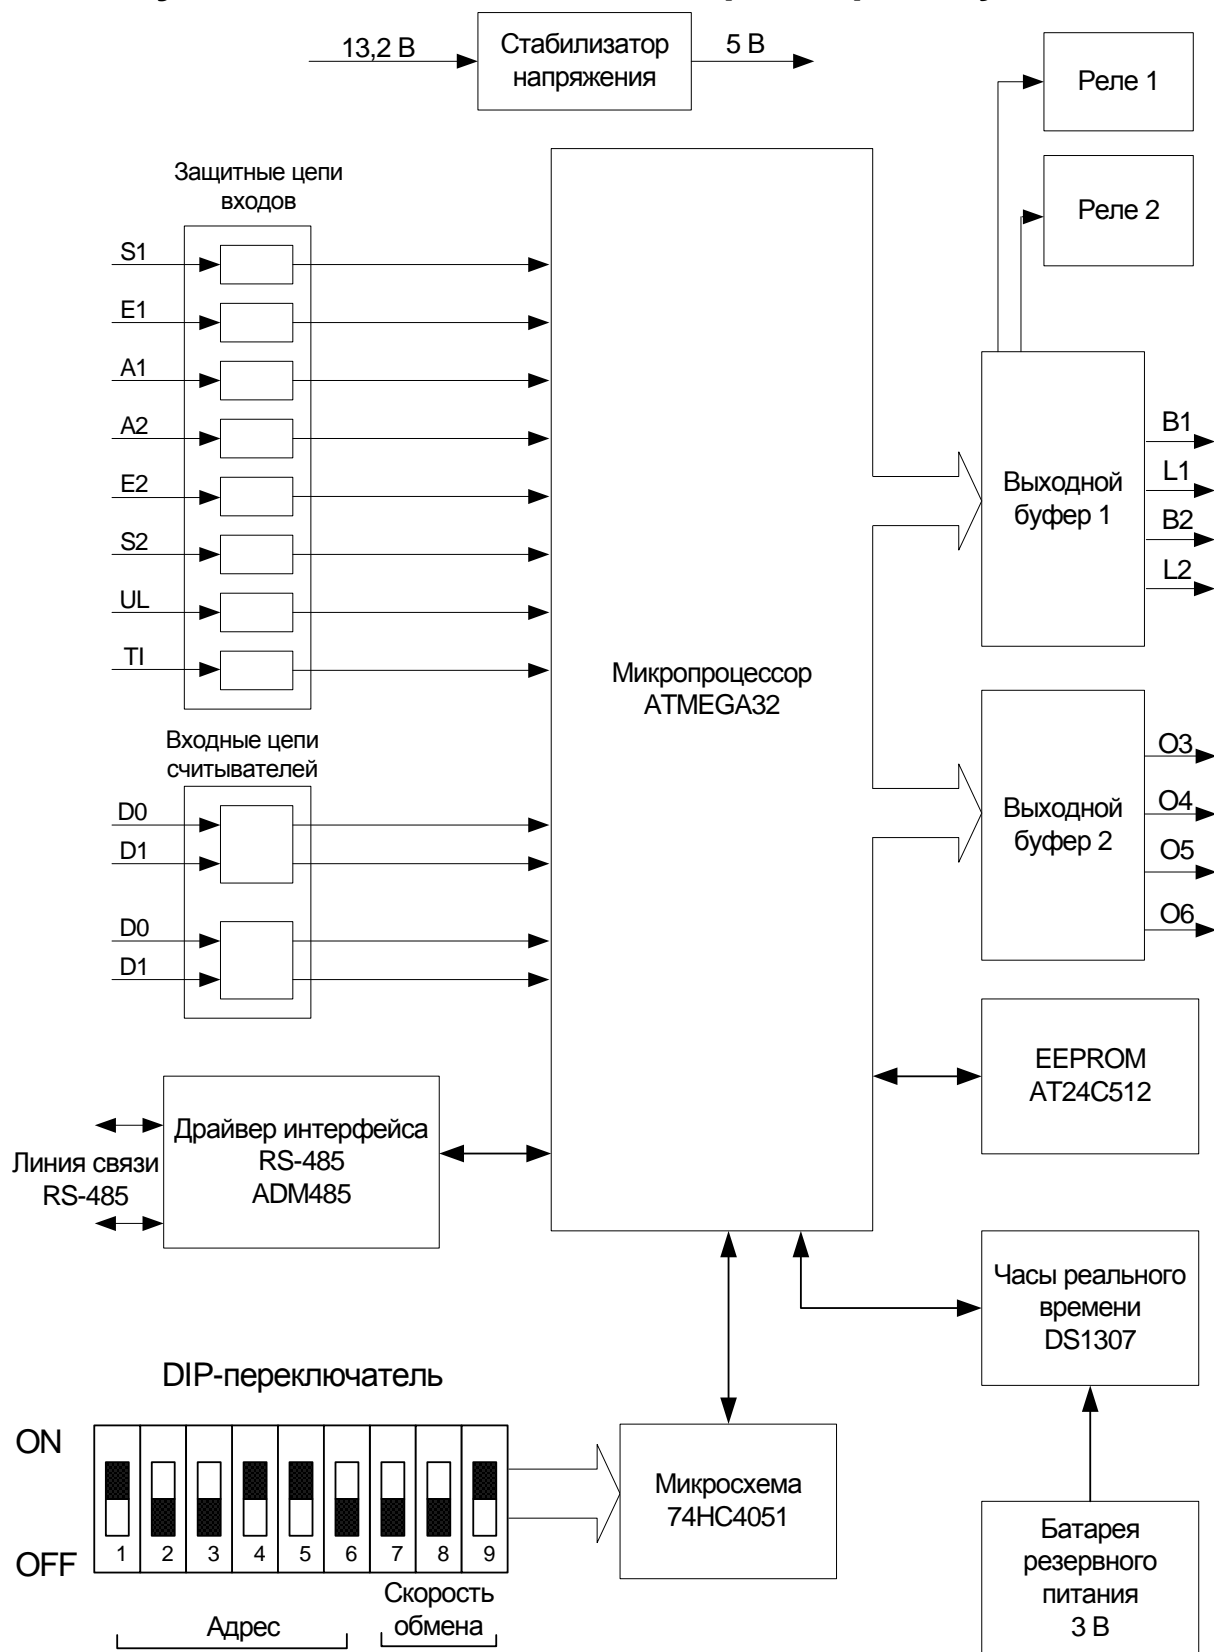 13,2 В
Стабилизатор
напряжения
5 В
Реле 1
Реле 2
Защитные цепи
входов
S1
E1
A1
A2
E2
S2
UL
TI
Микропроцессор
ATMEGA32
Выходной
буфер 1
B1
L1
B2
L2
Выходной
буфер 2
O3
O4
O5
O6
Входные цепи
считывателей
D0
D1
D0
D1
EEPROM
AT24C512
Драйвер интерфейса
RS-485
ADM485
Линия связи
RS-485
Часы реального
времени
DS1307
DIP-переключатель
ON
OFF
1 2 3 4 5 6 7 8 9
Адрес
Скорость
обмена
Микросхема
74HC4051
Батарея
резервного
питания
3 В